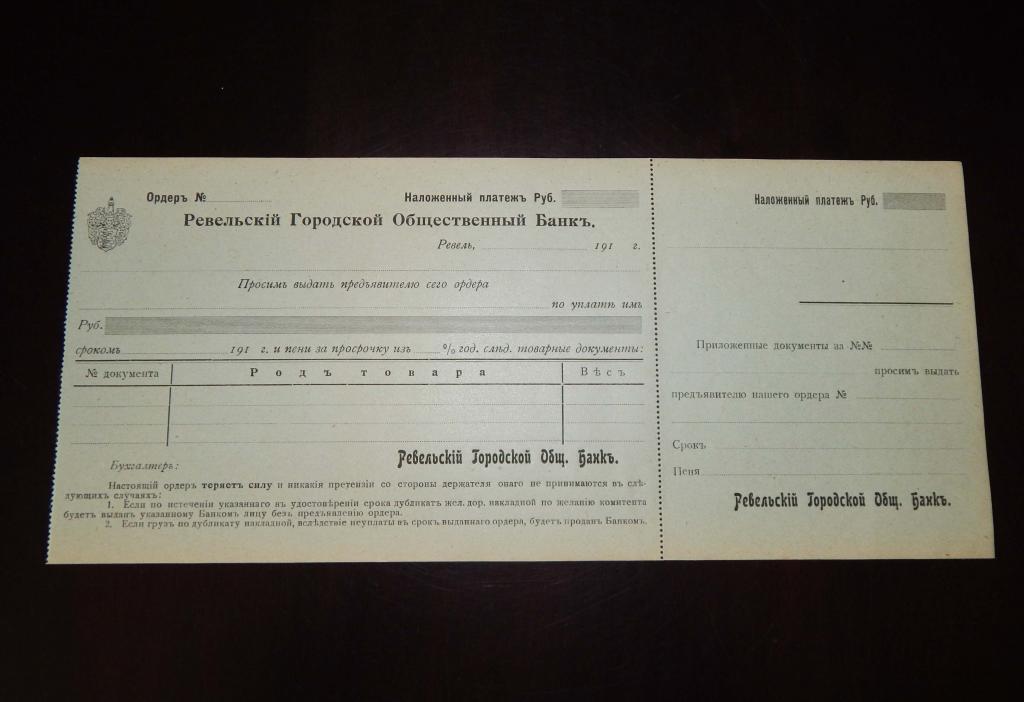 Ордеръ № Наложенный платежъ Руб.
Ревельскій Городской Общественный Банкъ.
Ревель, 191 г.
Просимъ выдать предъявителю сего ордера
по уплатѣ имъ
Руб.
срокомъ 191 г. и пени за просрочку изъ % год. слѣд. товарные документы:
№ документа Родъ товара Вѣсъ
Бухгалтеръ: Ревельскій Городской Общ. Банкъ.
Настоящій ордеръ теряетъ силу и никакія претензіи со стороны держателя онаго не принимаются въ слѣ-
дующихъ случаяхъ:
1. Если по истеченіи указаннаго въ удостовѣреніи срока дубликатъ жел. дор. накладной по желанію комитента
будетъ выданъ указанному Банкомъ лицу безъ предъявленія ордера.
2. Если грузъ по дубликату накладной, вслѣдствіе неуплаты въ срокъ выданнаго ордера, будетъ проданъ Банкомъ.
Наложенный платежъ Руб.
Приложенные документы за №№
просимъ выдать
предъявителю нашего ордера №
Срокъ
Пеня
Ревельскій Городской Общ. Банкъ.